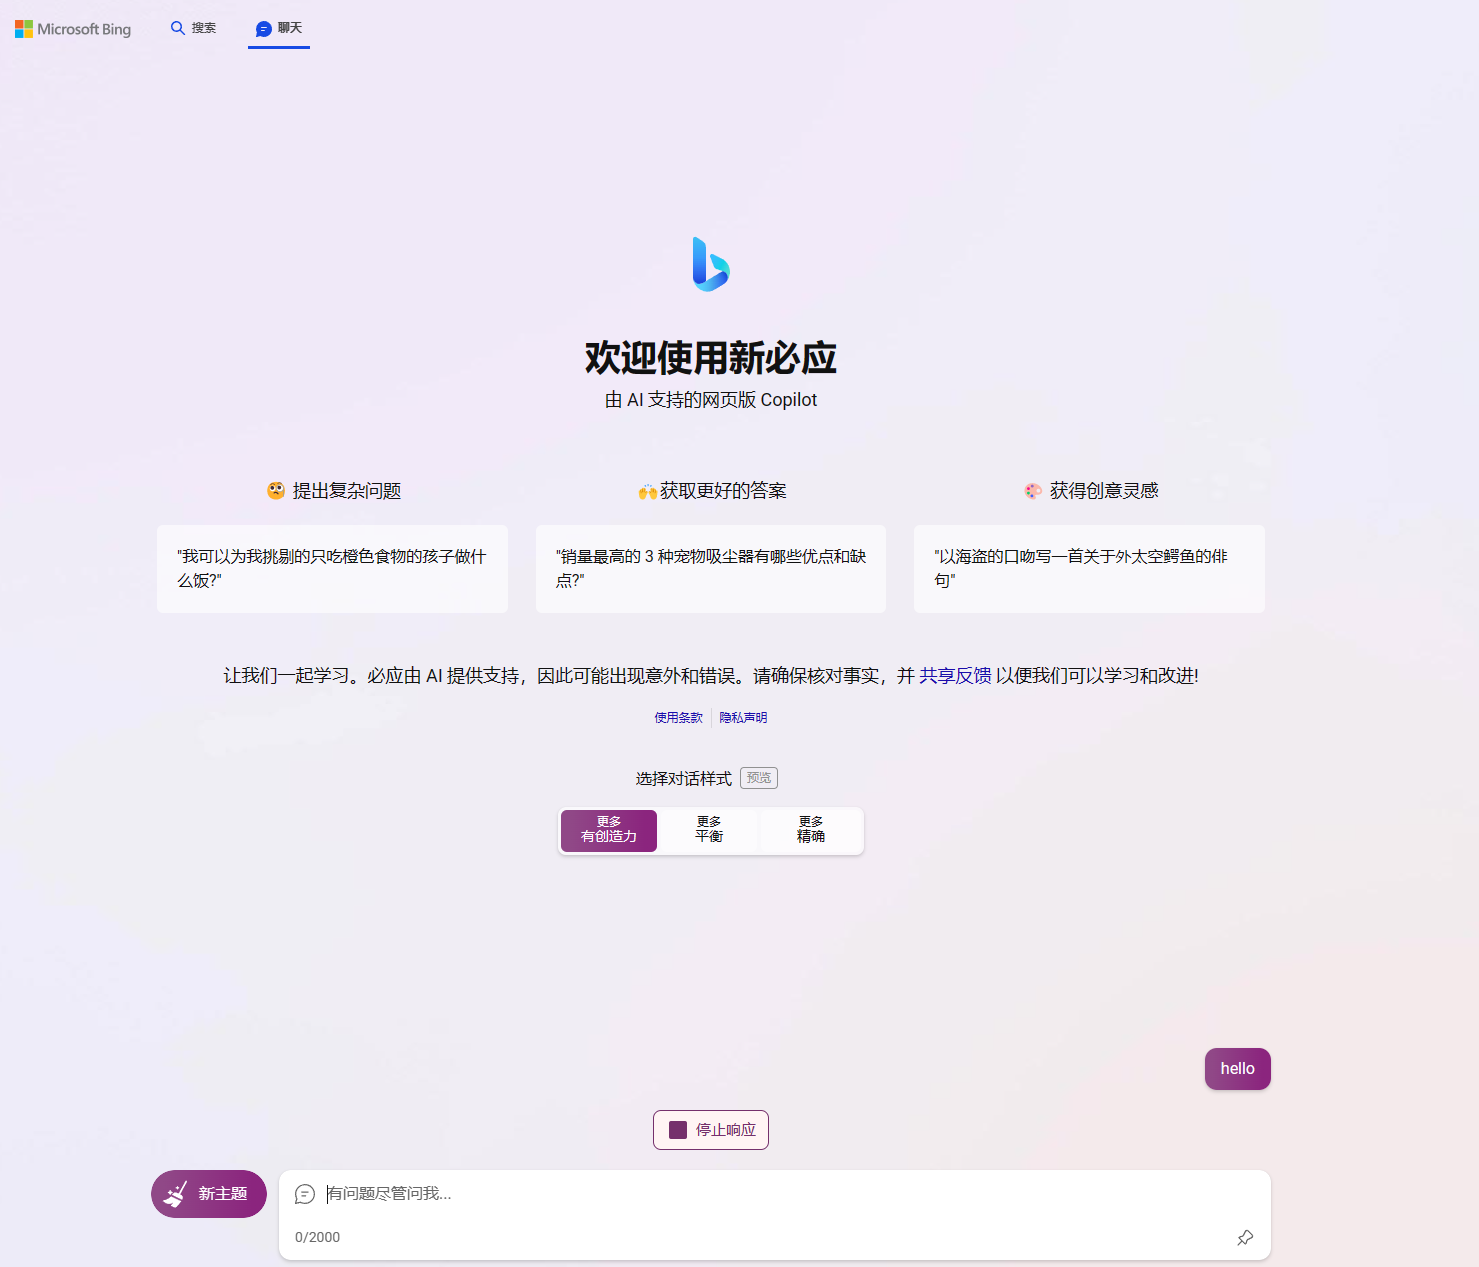 Microsoft Bing
搜索
聊天
欢迎使用新必应
由 AI 支持的网页版 Copilot
提出复杂问题
获取更好的答案
获得创意灵感
"我可以为我挑剔的只吃橙色食物的孩子做什
么饭?"
"销量最高的 3 种宠物吸尘器有哪些优点和缺
点?"
"以海盗的口吻写一首关于外太空鳄鱼的俳
句"
让我们一起学习。必应由 AI 提供支持，因此可能出现意外和错误。请确保核对事实，并 共享反馈 以便我们可以学习和改进!
使用条款
隐私声明
选择对话样式 预览
更多
有创造力
更多
平衡
更多
精确
hello
停止响应
新主题
有问题尽管问我...
0/2000